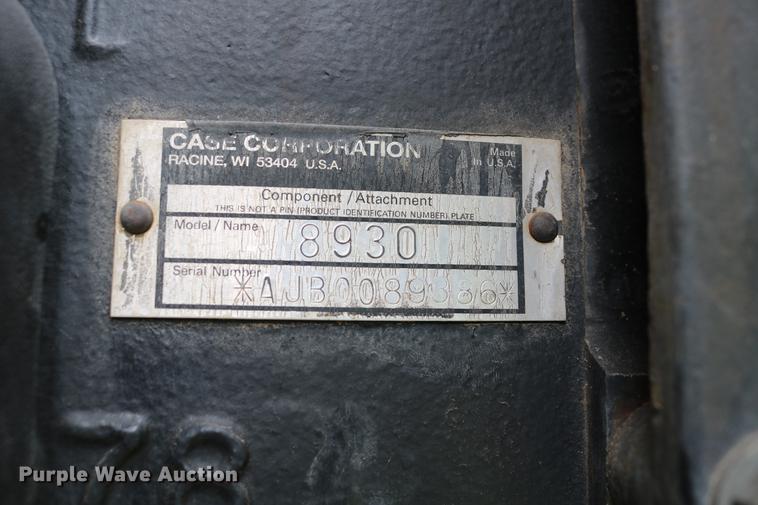 CASE CORPORATION
RACINE, WI 53404 U.S.A.
Made
In U.S.A.
Component / Attachment
THIS IS NOT A PIN (PRODUCT IDENTIFICATION NUMBER) PLATE
Model / Name
8930
Serial Number
*AJB0089386*
78
Purple Wave Auction